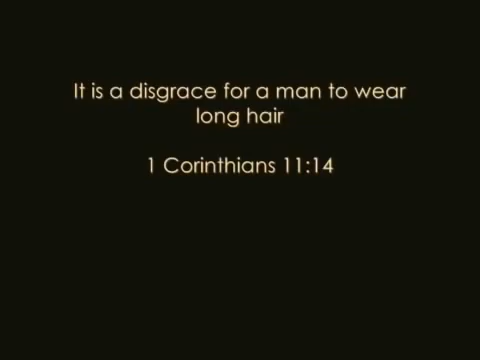 It is a disgrace for a man to wear
long hair
1 Corinthians 11:14